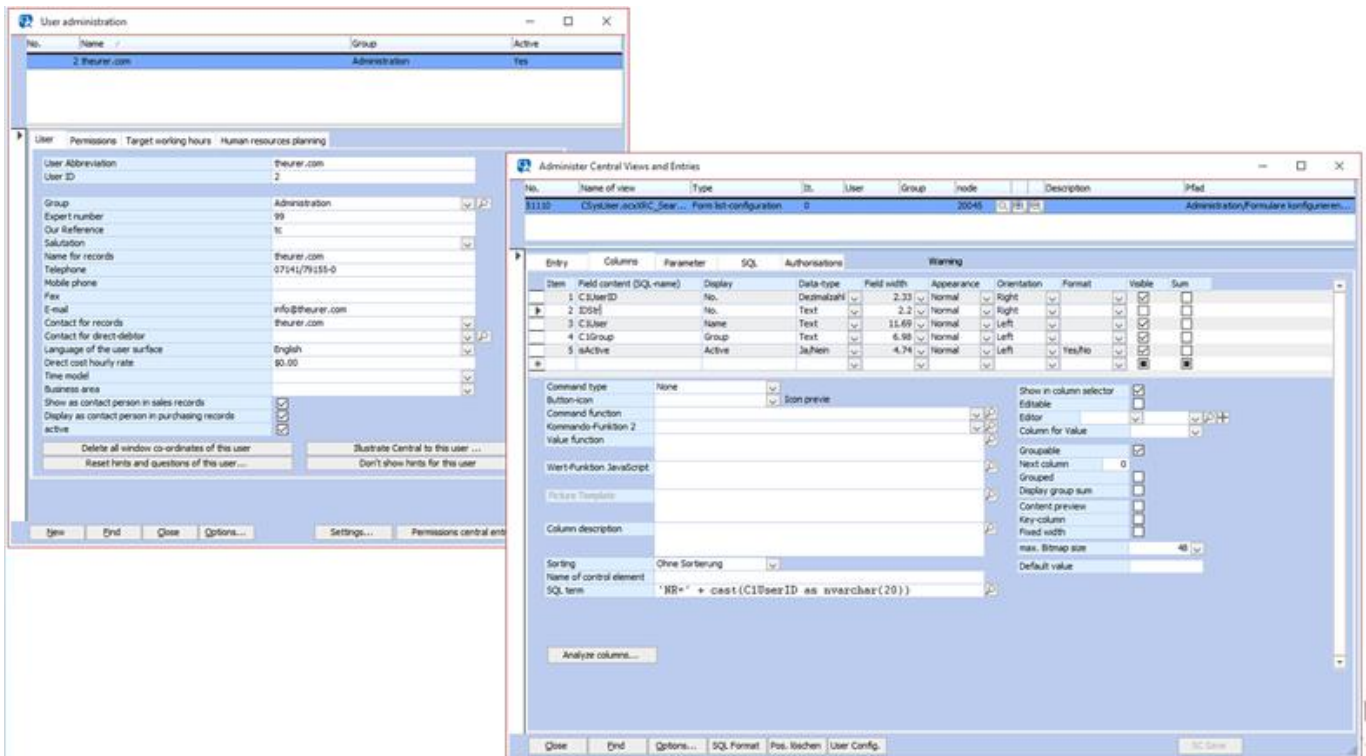 User administration
No. Name Group Active
2 theurer.com Administration Yes
User Permissions Target working hours Human resources planning
User Abbreviation theurer.com
User ID 2
Group Administration
Expert number 99
Our Reference tc
Salutation
Name for records theurer.com
Telephone 07141/79155-0
Mobile phone
Fax
E-mail info@theurer.com
Contact for records theurer.com
Contact for direct-debtor
Language of the user surface English
Direct cost hourly rate $0.00
Time model
Business area
Show as contact person in sales records
Display as contact person in purchasing records
active
Delete all window co-ordinates of this user Illustrate Central to this user ...
Reset hints and questions of this user... Don't show hints for this user
New Find Close Options... Settings... Permissions central ent
Administer Central Views and Entries
No. Name of view Type It. User Group node Description Pfad
CSysUser.ocxXRC_Sear... Form list-configuration 0 20045 Administration/Formulare konfigurieren...
Entry Columns Parameter SQL Authorisations Warning
Item Field content (SQL-name) Display Data-type Field width Appearance Orientation Format Visible Sum
1 C1UserID No. Dezimalzahl 2.33 Normal Right
2 IDStr No. Text 2.2 Normal Right
3 C1User Name Text 11.69 Normal Left
4 C1Group Group Text 6.98 Normal Left
5 isActive Active Ja/Nein 4.74 Normal Left Yes/No
Command type None Show in column selector
Button-icon Icon previe Editable
Command function Editor
Kommando-Funktion 2 Column for Value
Value function Groupable
Next column 0
Wert-Funktion JavaScript Grouped
Display group sum
Picture Template Content preview
Key-column
Column description Fixed width
max. Bitmap size 48
Sorting Ohne Sortierung Default value
Name of control element
SQL term 'NR=' + cast(C1UserID as nvarchar(20))
Analyze columns...
Close Find Options... SQL Format Pos. löschen User Config.